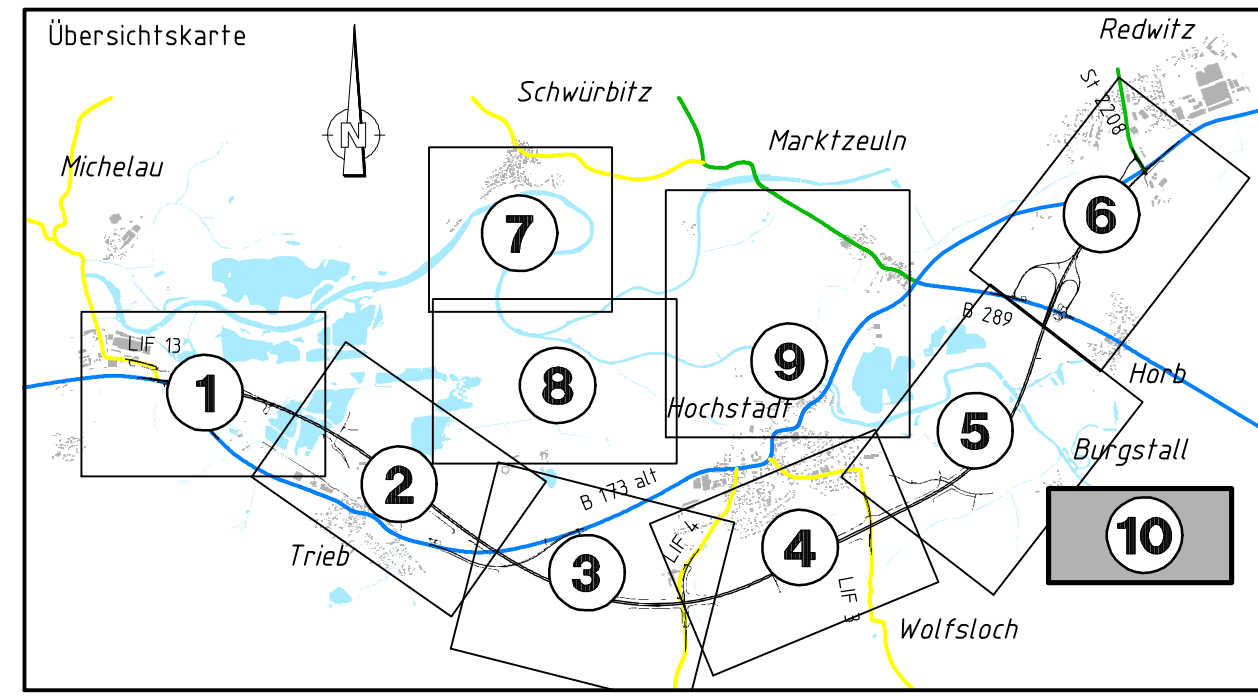 Übersichtskarte
Redwitz
St 2208
Schwürbitz
Marktzeuln
Michelau
N
7
6
B 289
LIF 13
1
9
8
Horb
Hochstadt
5
Burgstall
2
B 173 alt
10
Trieb
3
LIF 4
4
LIF 3
Wolfsloch